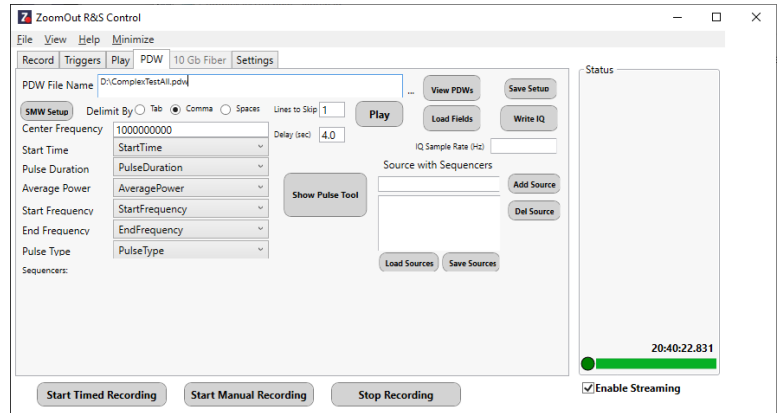 ZoomOut R&S Control
File View Help Minimize
Record Triggers Play PDW 10 Gb Fiber Settings
Status
PDW File Name D:\ComplexTestAll.pdw ... View PDWs Save Setup
SMW Setup Delimit By Tab Comma Spaces Lines to Skip 1 Play Load Fields Write IQ
Center Frequency 1000000000 Delay (sec) 4.0
IQ Sample Rate (Hz)
Start Time StartTime
Source with Sequencers
Pulse Duration PulseDuration
Average Power AveragePower Show Pulse Tool Add Source
Start Frequency StartFrequency Del Source
End Frequency EndFrequency
Pulse Type PulseType
Load Sources Save Sources
Sequencers:
20:40:22.831
Enable Streaming
Start Timed Recording Start Manual Recording Stop Recording